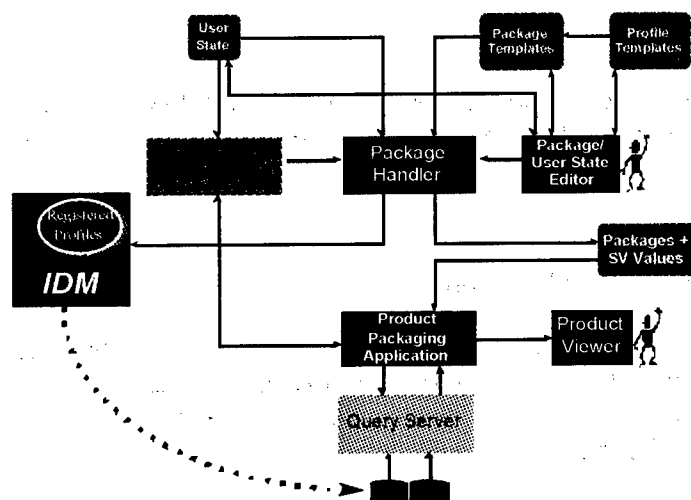 User
State
Package
Templates
Profile
Templates
Package
Handler
Package/
User State
Editor
Registered
Profiles
IDM
Packages +
SV Values
Product
Packaging
Application
Product
Viewer
Query Server